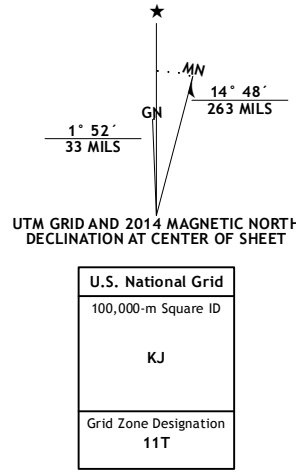 ★
MN
GN
1° 52´
33 MILS
14° 48´
263 MILS
UTM GRID AND 2014 MAGNETIC NORTH
DECLINATION AT CENTER OF SHEET
U.S. National Grid
100,000-m Square ID
KJ
Grid Zone Designation
11T